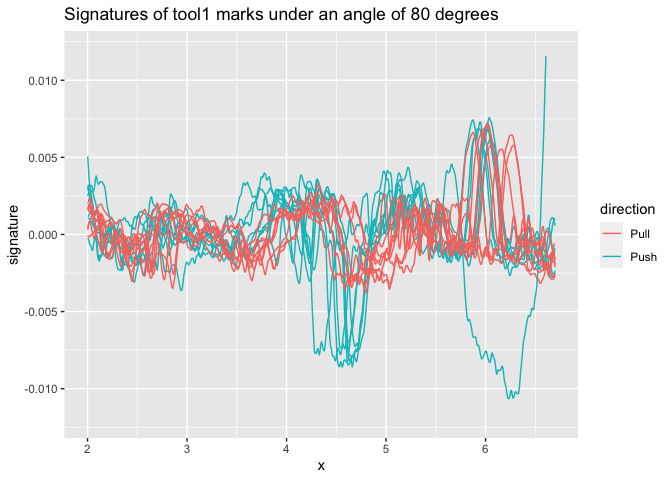 Signatures of tool1 marks under an angle of 80 degrees
0.010
0.005
0.000
-0.005
-0.010
signature
2 3 4 5 6
x
direction
Pull
Push